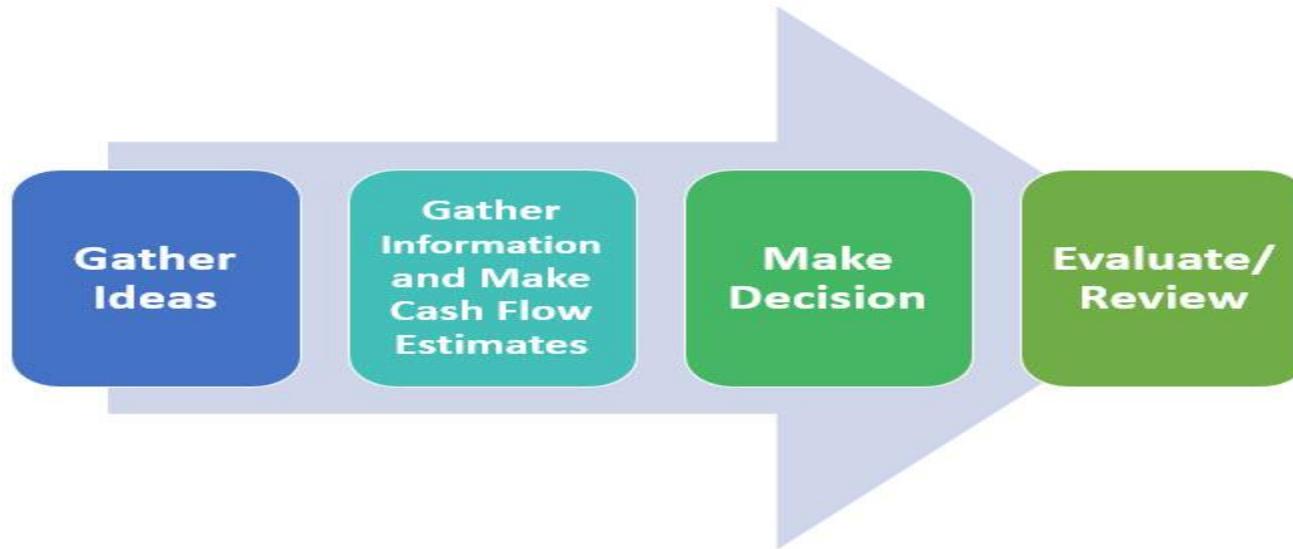 Gather
Ideas
Gather
Information
and Make
Cash Flow
Estimates
Make
Decision
Evaluate/
Review